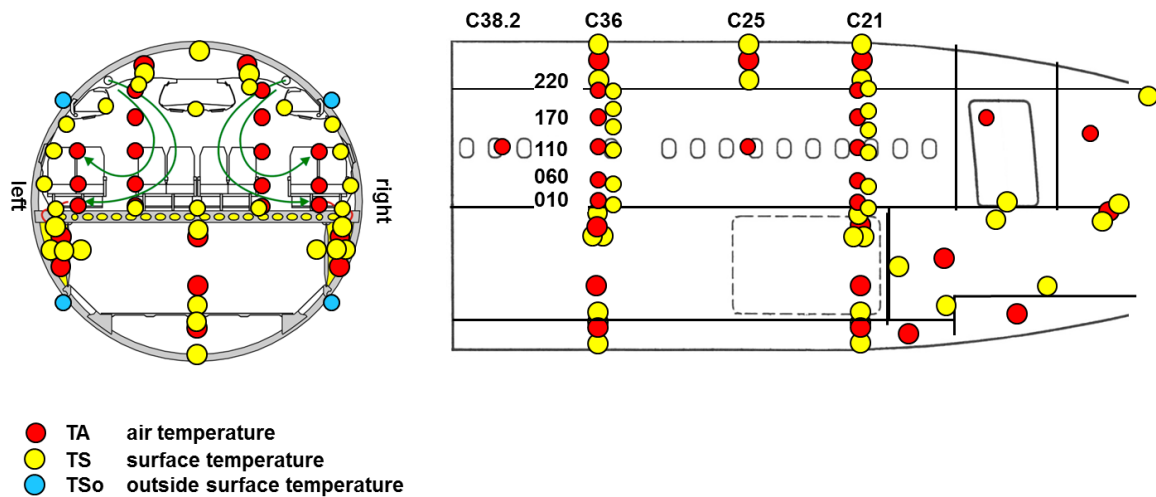 C38.2 C36 C25 C21
220
170
110
060
010
left
right
TA air temperature
TS surface temperature
TSo outside surface temperature